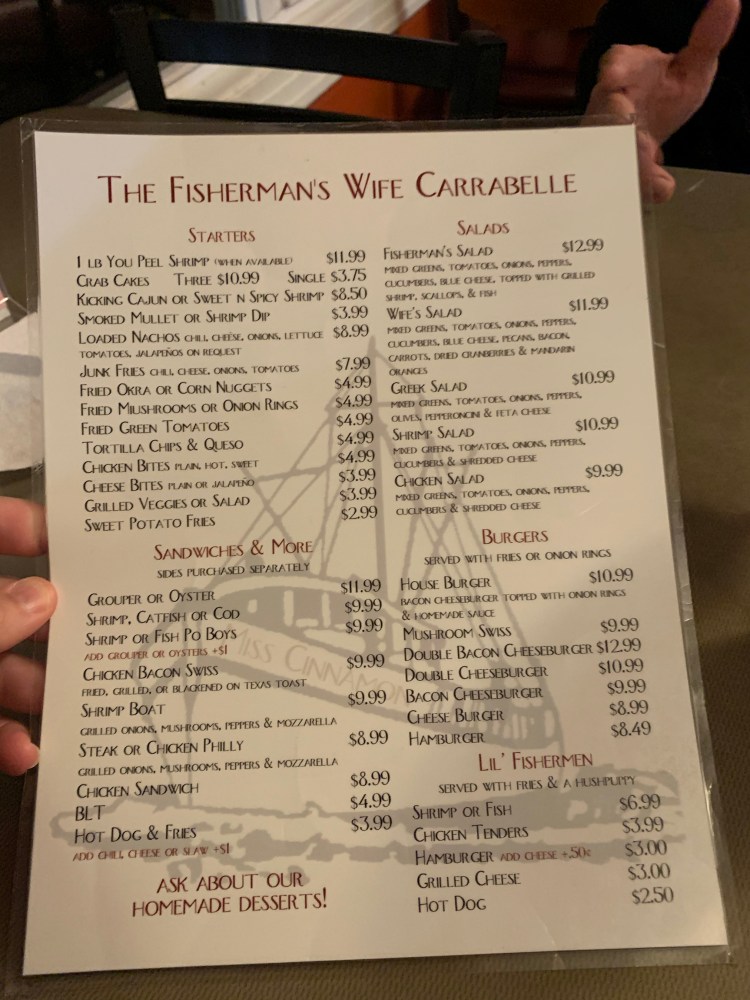 The Fisherman's Wife Carrabelle
Starters
1 lb You Peel Shrimp (when available) $11.99
Crab Cakes Three $10.99 Single $3.75
Kicking Cajun or Sweet n Spicy Shrimp $8.50
Smoked Mullet or Shrimp Dip $3.99
Loaded Nachos chili, cheese, onions, lettuce $8.99
tomatoes, jalapeños on request
Junk Fries chili, cheese, onions, tomatoes $7.99
Fried Okra or Corn Nuggets $4.99
Fried Miushrooms or Onion Rings $4.99
Fried Green Tomatoes $4.99
Tortilla Chips & Queso $4.99
Chicken Bites plain, hot, sweet $4.99
Cheese Bites plain or jalapeño $3.99
Grilled Veggies or Salad $3.99
Sweet Potato Fries $2.99
Sandwiches & More
sides purchased separately
Grouper or Oyster $11.99
Shrimp, Catfish or Cod $9.99
Shrimp or Fish Po Boys $9.99
add grouper or oysters +$1
Chicken Bacon Swiss $9.99
fried, grilled, or blackened on texas toast
Shrimp Boat $9.99
grilled onions, mushrooms, peppers & mozzarella
Steak or Chicken Philly $8.99
grilled onions, mushrooms, peppers & mozzarella
Chicken Sandwich $8.99
BLT $4.99
Hot Dog & Fries $3.99
add chili, cheese or slaw +$1
ASK ABOUT OUR
HOMEMADE DESSERTS!
Salads
Fisherman's Salad $12.99
mixed greens, tomatoes, onions, peppers,
cucumbers, blue cheese, topped with grilled
shrimp, scallops, & fish
Wife's Salad $11.99
mixed greens, tomatoes, onions, peppers,
cucumbers, blue cheese, pecans, bacon,
carrots, dried cranberries & mandarin
oranges
Greek Salad $10.99
mixed greens, tomatoes, onions, peppers,
olives, pepperoncini & feta cheese
Shrimp Salad $10.99
mixed greens, tomatoes, onions, peppers,
cucumbers & shredded cheese
Chicken Salad $9.99
mixed greens, tomatoes, onions, peppers,
cucumbers & shredded cheese
Burgers
served with fries or onion rings
House Burger $10.99
bacon cheeseburger topped with onion rings
& homemade sauce
Mushroom Swiss $9.99
Double Bacon Cheeseburger $12.99
Double Cheeseburger $10.99
Bacon Cheeseburger $9.99
Cheese Burger $8.99
Hamburger $8.49
Lil' Fishermen
served with fries & a hushpuppy
Shrimp or Fish $6.99
Chicken Tenders $3.99
Hamburger add cheese +.50¢ $3.00
Grilled Cheese $3.00
Hot Dog $2.50
Miss Cinnamon